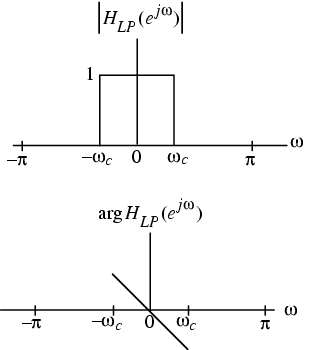 |H_LP(e^jω)|
1
ω
−π −ω_c 0 ω_c π
arg H_LP(e^jω)
ω
−π −ω_c 0 ω_c π